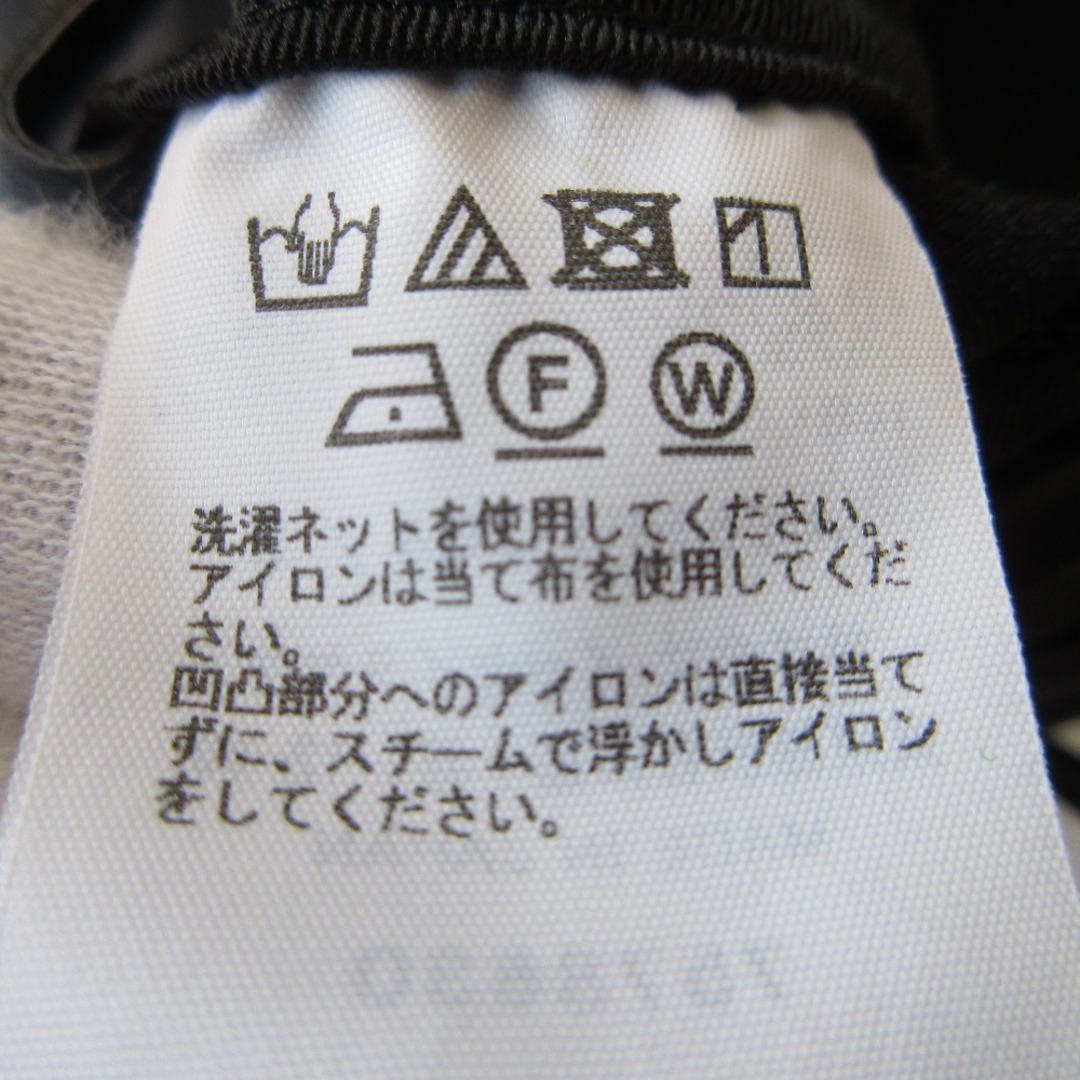 F W
洗濯ネットを使用してください。
アイロンは当て布を使用してくだ
さい。
凹凸部分へのアイロンは直接当て
ずに、スチームで浮かしアイロン
をしてください。